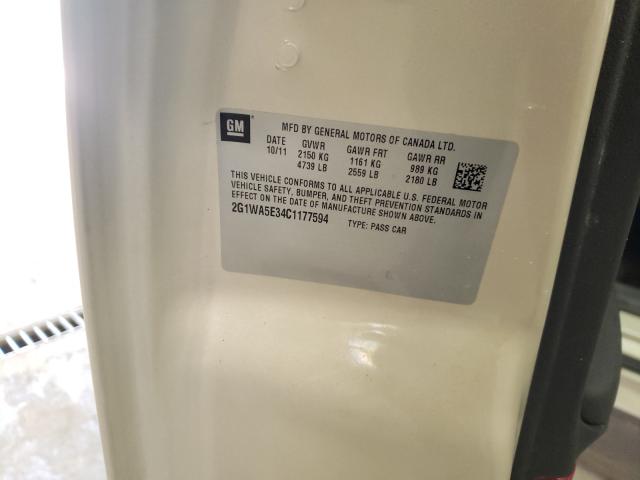 GM
MFD BY GENERAL MOTORS OF CANADA LTD.
DATE GVWR GAWR FRT GAWR RR
10/11 2150 KG 1161 KG 989 KG
4739 LB 2559 LB 2180 LB
THIS VEHICLE CONFORMS TO ALL APPLICABLE U.S. FEDERAL MOTOR
VEHICLE SAFETY, BUMPER, AND THEFT PREVENTION STANDARDS IN
EFFECT ON THE DATE OF MANUFACTURE SHOWN ABOVE.
2G1WA5E34C1177594 TYPE: PASS CAR